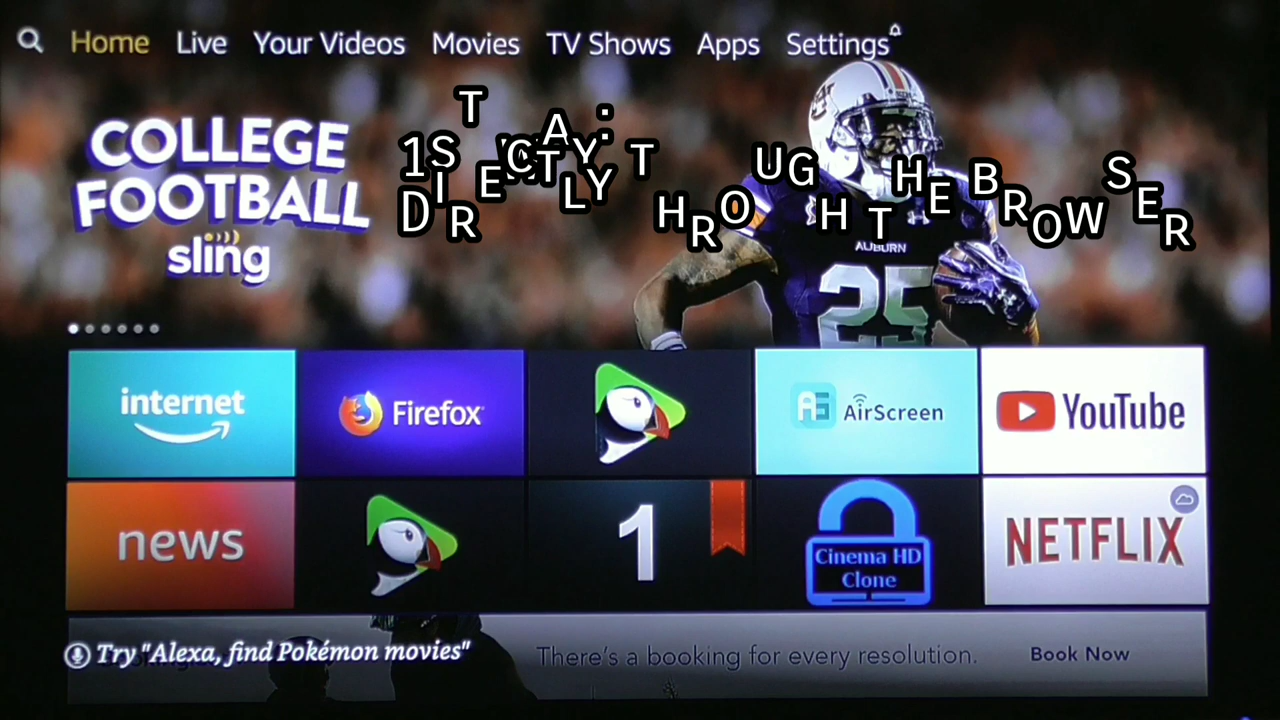 Home Live Your Videos Movies TV Shows Apps Settings
COLLEGE
FOOTBALL
sling
1ST WAY:
DIRECTLY THROUGH THE BROWSER
AUBURN
25
internet
Firefox
AirScreen
YouTube
news
1
Cinema HD
Clone
NETFLIX
Try "Alexa, find Pokémon movies"
There's a booking for every resolution.
Book Now